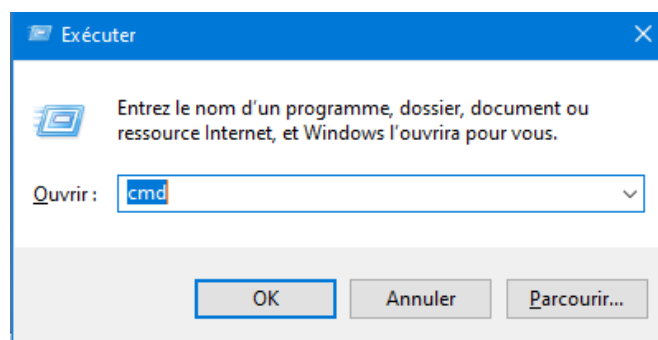 Exécuter
Entrez le nom d'un programme, dossier, document ou
ressource Internet, et Windows l'ouvrira pour vous.
Ouvrir : cmd
OK Annuler Parcourir...